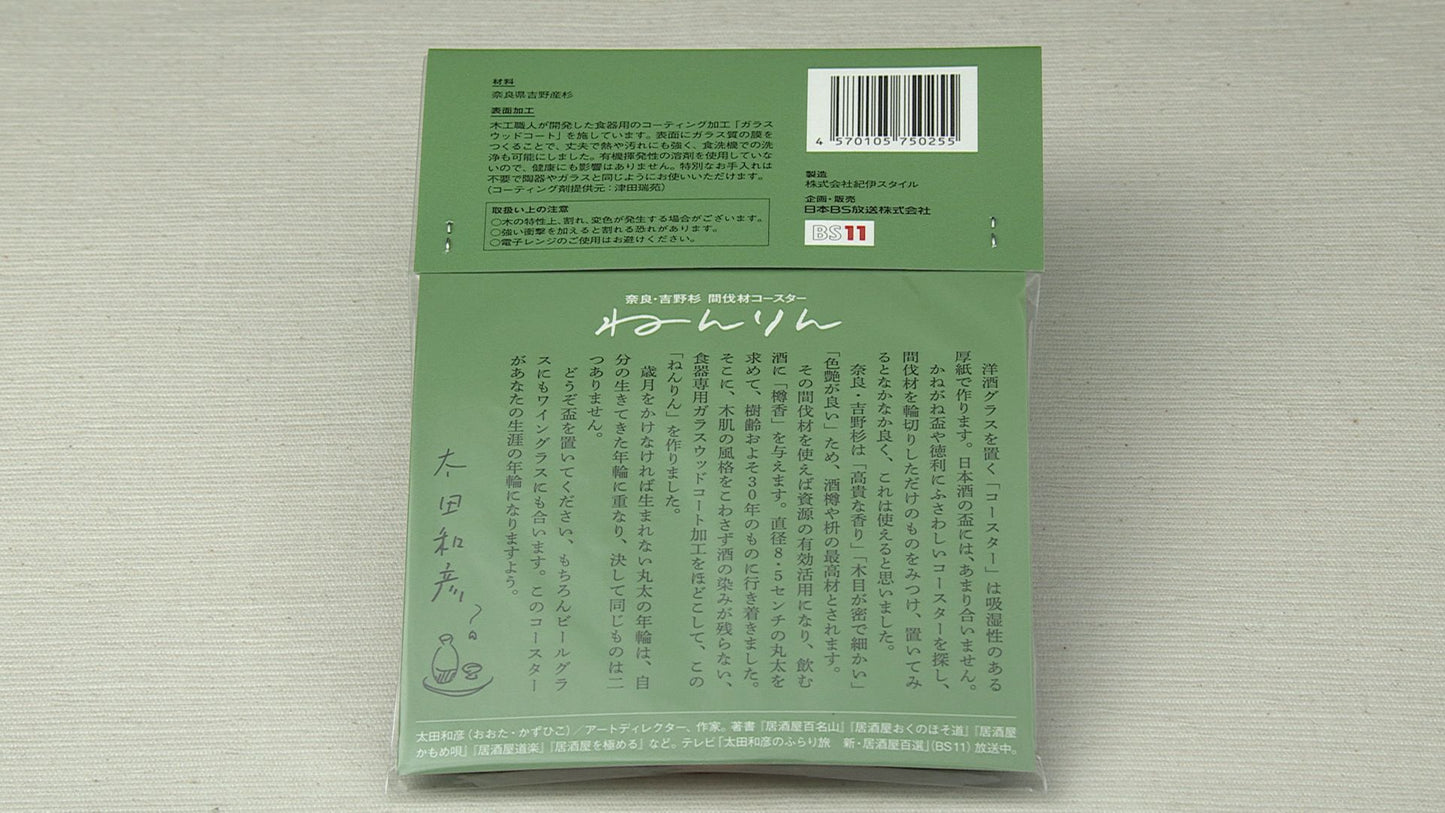 材料
奈良県吉野産杉
表面加工
木工職人が開発した食器用のコーティング加工「ガラス
ウッドコート」を施しています。表面にガラス質の膜を
つくることで、丈夫で熱や汚れにも強く、食洗機での洗
浄も可能にしました。有機揮発性の溶剤を使用していな
いので、健康にも影響はありません。特別なお手入れは
不要で陶器やガラスと同じようにお使いいただけます。
(コーティング剤提供元：津田瑞苑)
取扱い上の注意
○木の特性上、割れ、変色が発生する場合がございます。
○強い衝撃を加えると割れる恐れがあります。
○電子レンジのご使用はお避けください。
4 570105 750255
製造
株式会社紀伊スタイル
企画・販売
日本BS放送株式会社
BS11
奈良・吉野杉 間伐材コースター
ねんりん
洋酒グラスを置く「コースター」は吸湿性のある
厚紙で作ります。日本酒の盃には、あまり合いません。
かねがね盃や徳利にふさわしいコースターを探し、
間伐材を輪切りしただけのものをみつけ、置いてみ
るとなかなか良く、これは使えると思いました。
奈良・吉野杉は「高貴な香り」「木目が密で細かい」
「色艶が良い」ため、酒樽や枡の最高材とされます。
その間伐材を使えば資源の有効活用になり、飲む
酒に「樽香」を与えます。直径8・5センチの丸太を
求めて、樹齢およそ30年のものに行き着きました。
そこに、木肌の風格をこわさず酒の染みが残らない、
食器専用ガラスウッドコート加工をほどこして、この
「ねんりん」を作りました。
歳月をかけなければ生まれない丸太の年輪は、自
分の生きてきた年輪に重なり、決して同じものは二
つありません。
どうぞ盃を置いてください、もちろんビールグラ
スにもワイングラスにも合います。このコースター
があなたの生涯の年輪になりますよう。
太田和彦
太田和彦(おおた・かずひこ)／アートディレクター、作家。著書『居酒屋百名山』『居酒屋おくのほそ道』『居酒屋
かもめ唄』『居酒屋道楽』『居酒屋を極める』など。テレビ「太田和彦のふらり旅 新・居酒屋百選」(BS11)放送中。